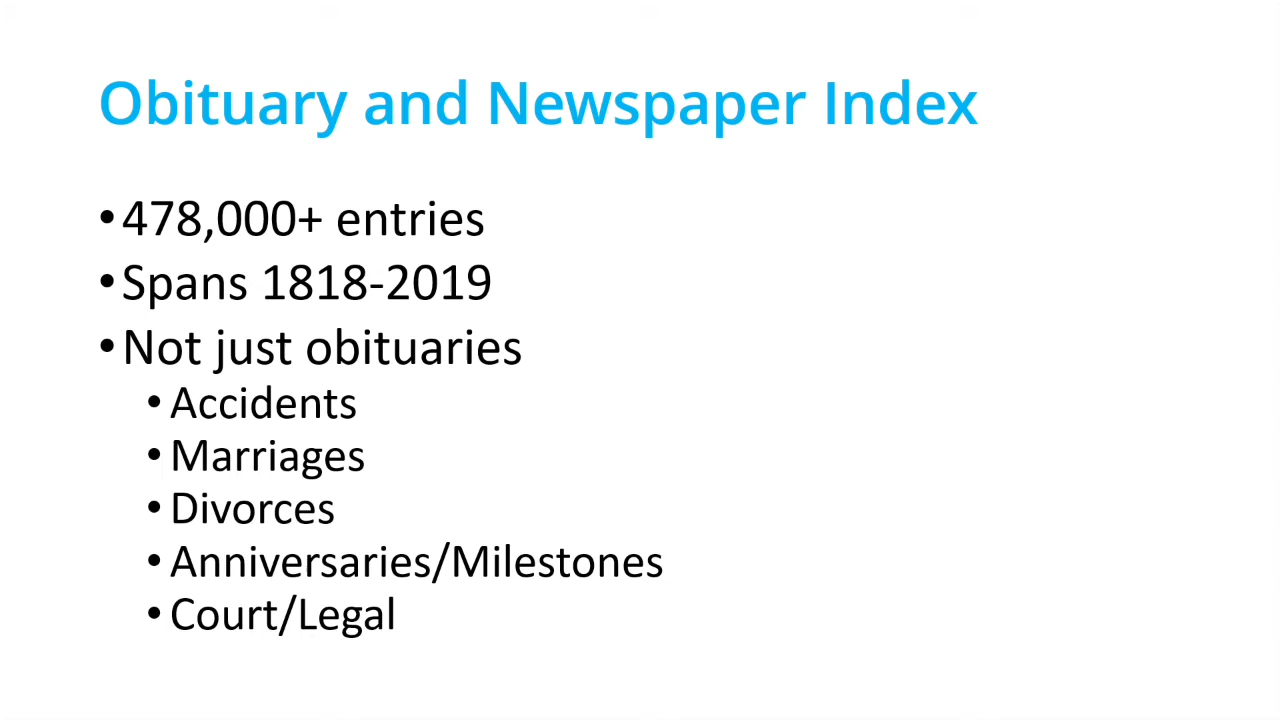 Obituary and Newspaper Index
•478,000+ entries
•Spans 1818-2019
•Not just obituaries
•Accidents
•Marriages
•Divorces
•Anniversaries/Milestones
•Court/Legal